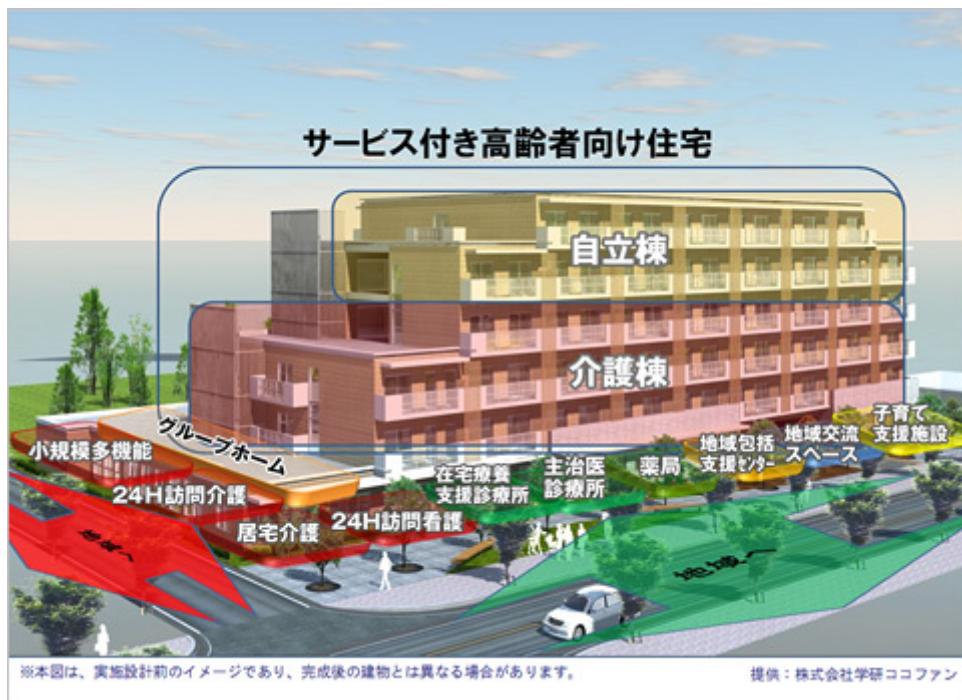 サービス付き高齢者向け住宅
自立棟
介護棟
小規模多機能
グループホーム
24H訪問介護
居宅介護
24H訪問看護
在宅療養
支援診療所
主治医
診療所
薬局
地域包括
支援センター
地域交流
スペース
子育て
支援施設
地域へ
地域へ
※本図は、実施設計前のイメージであり、完成後の建物とは異なる場合があります。
提供：株式会社学研ココファン